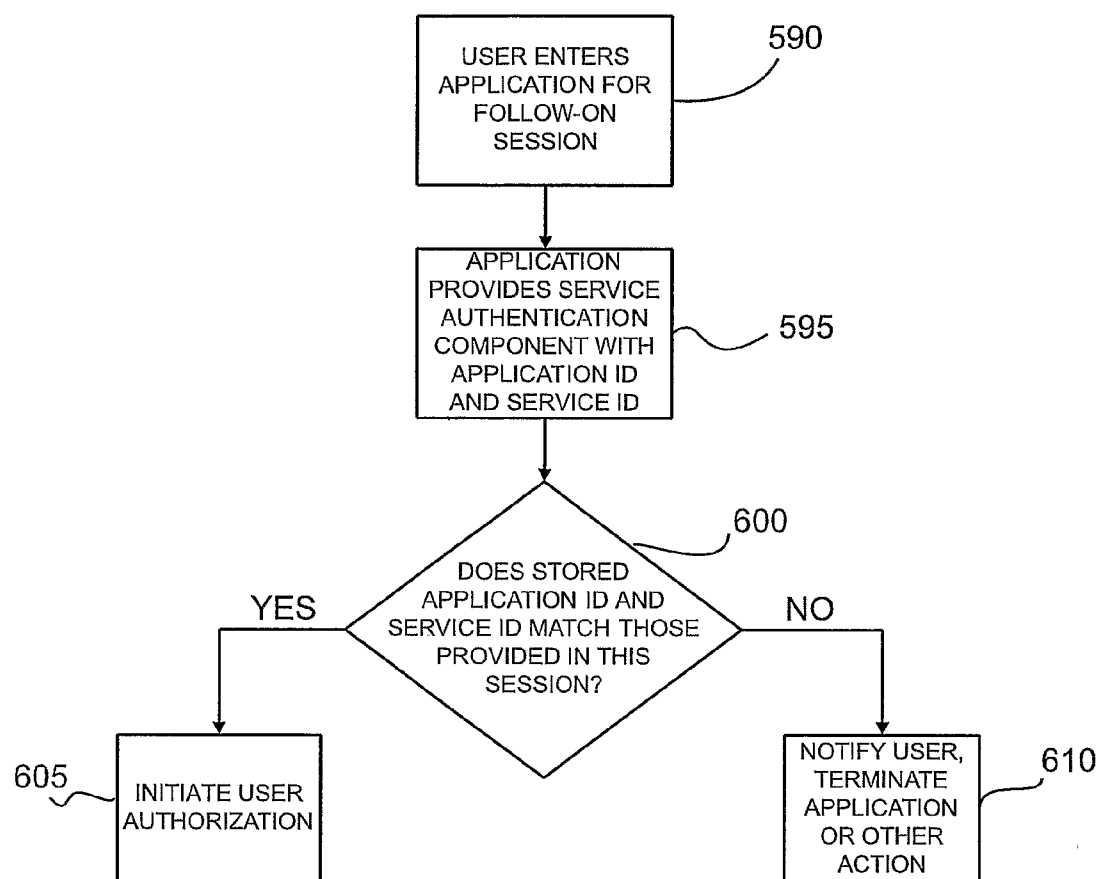 USER ENTERS
APPLICATION FOR
FOLLOW-ON
SESSION
590
APPLICATION
PROVIDES SERVICE
AUTHENTICATION
COMPONENT WITH
APPLICATION ID
AND SERVICE ID
595
600
DOES STORED
APPLICATION ID AND
SERVICE ID MATCH THOSE
PROVIDED IN THIS
SESSION?
YES
NO
605
INITIATE USER
AUTHORIZATION
NOTIFY USER,
TERMINATE
APPLICATION
OR OTHER
ACTION
610